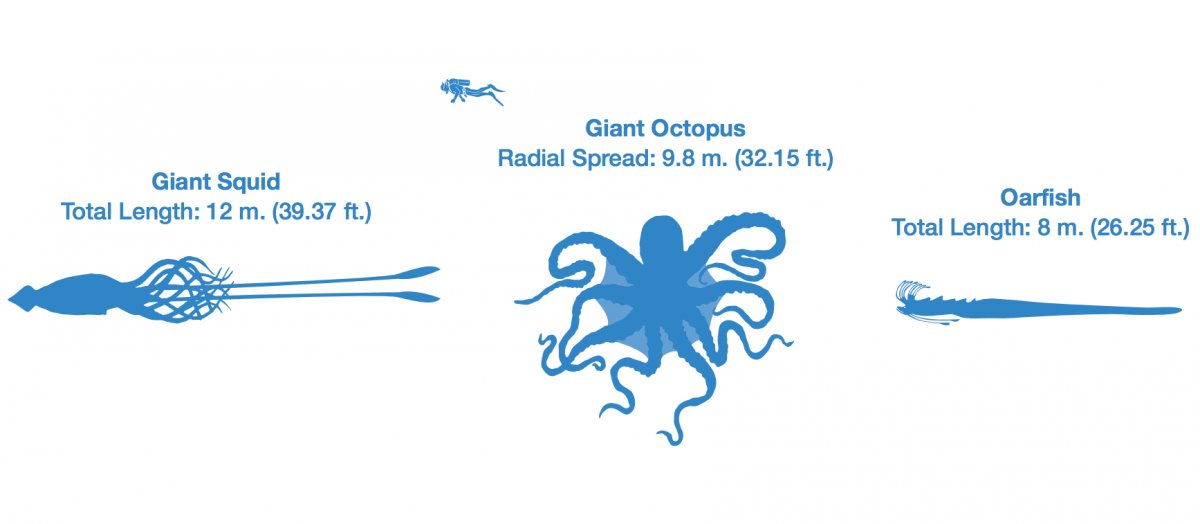 Giant Squid
Total Length: 12 m. (39.37 ft.)
Giant Octopus
Radial Spread: 9.8 m. (32.15 ft.)
Oarfish
Total Length: 8 m. (26.25 ft.)